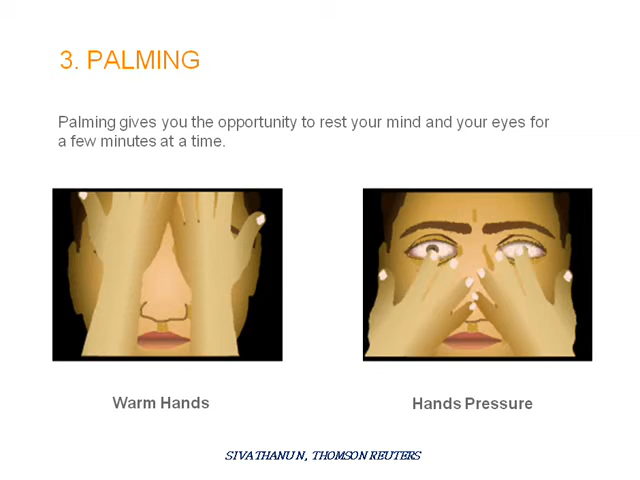 3. PALMING
Palming gives you the opportunity to rest your mind and your eyes for
a few minutes at a time.
Warm Hands
Hands Pressure
SIVATHANU N, THOMSON REUTERS